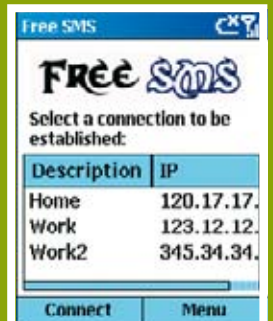 Free SMS
FREE SMS
Select a connection to be
established:
Description IP
Home 120.17.17.
Work 123.12.12.
Work2 345.34.34.
Connect Menu